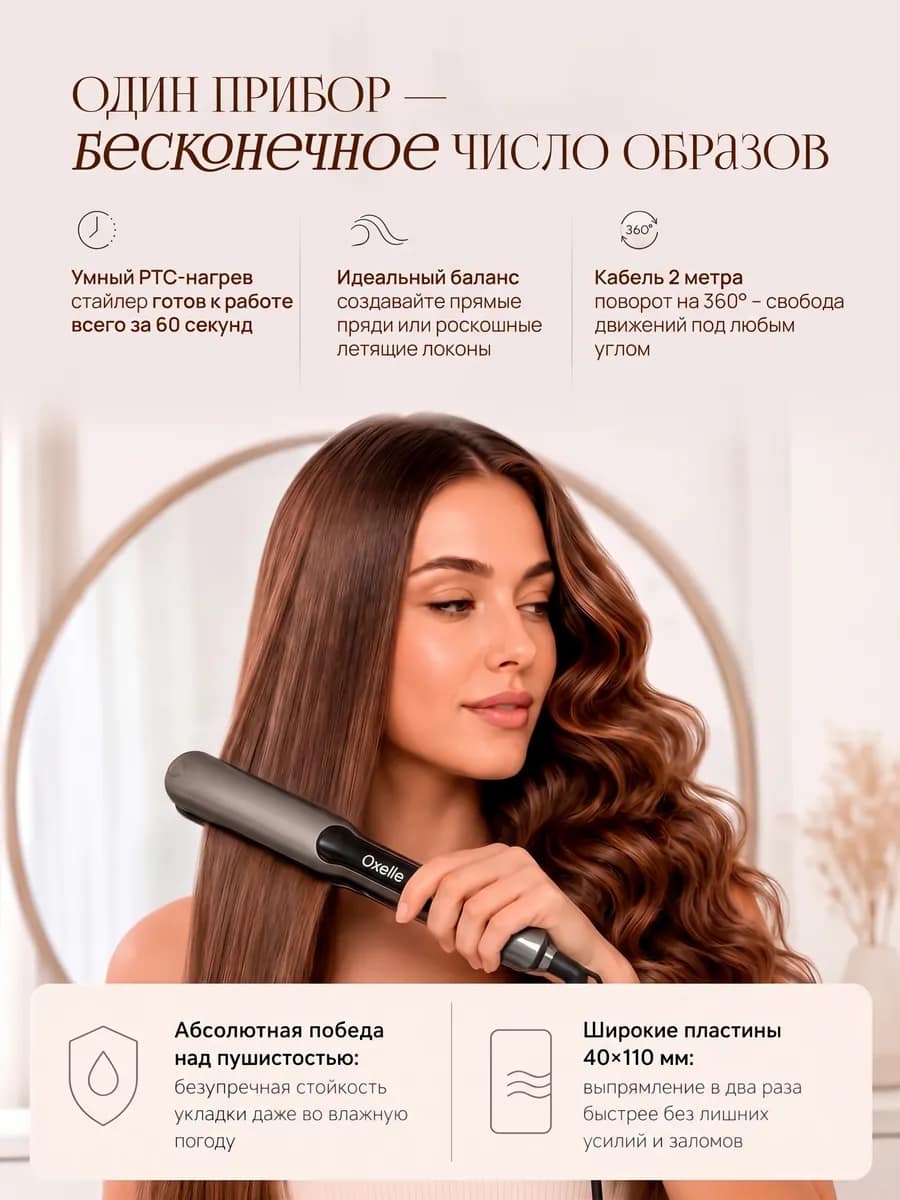 ОДИН ПРИБОР —
БЕСКОНЕЧНОЕ ЧИСЛО ОБРАЗОВ
Умный PTC-нагрев
стайлер готов к работе
всего за 60 секунд
Идеальный баланс
создавайте прямые
пряди или роскошные
летящие локоны
360°
Кабель 2 метра
поворот на 360° – свобода
движений под любым
углом
Oxelle
Абсолютная победа
над пушистостью:
безупречная стойкость
укладки даже во влажную
погоду
Широкие пластины
40×110 мм:
выпрямление в два раза
быстрее без лишних
усилий и заломов